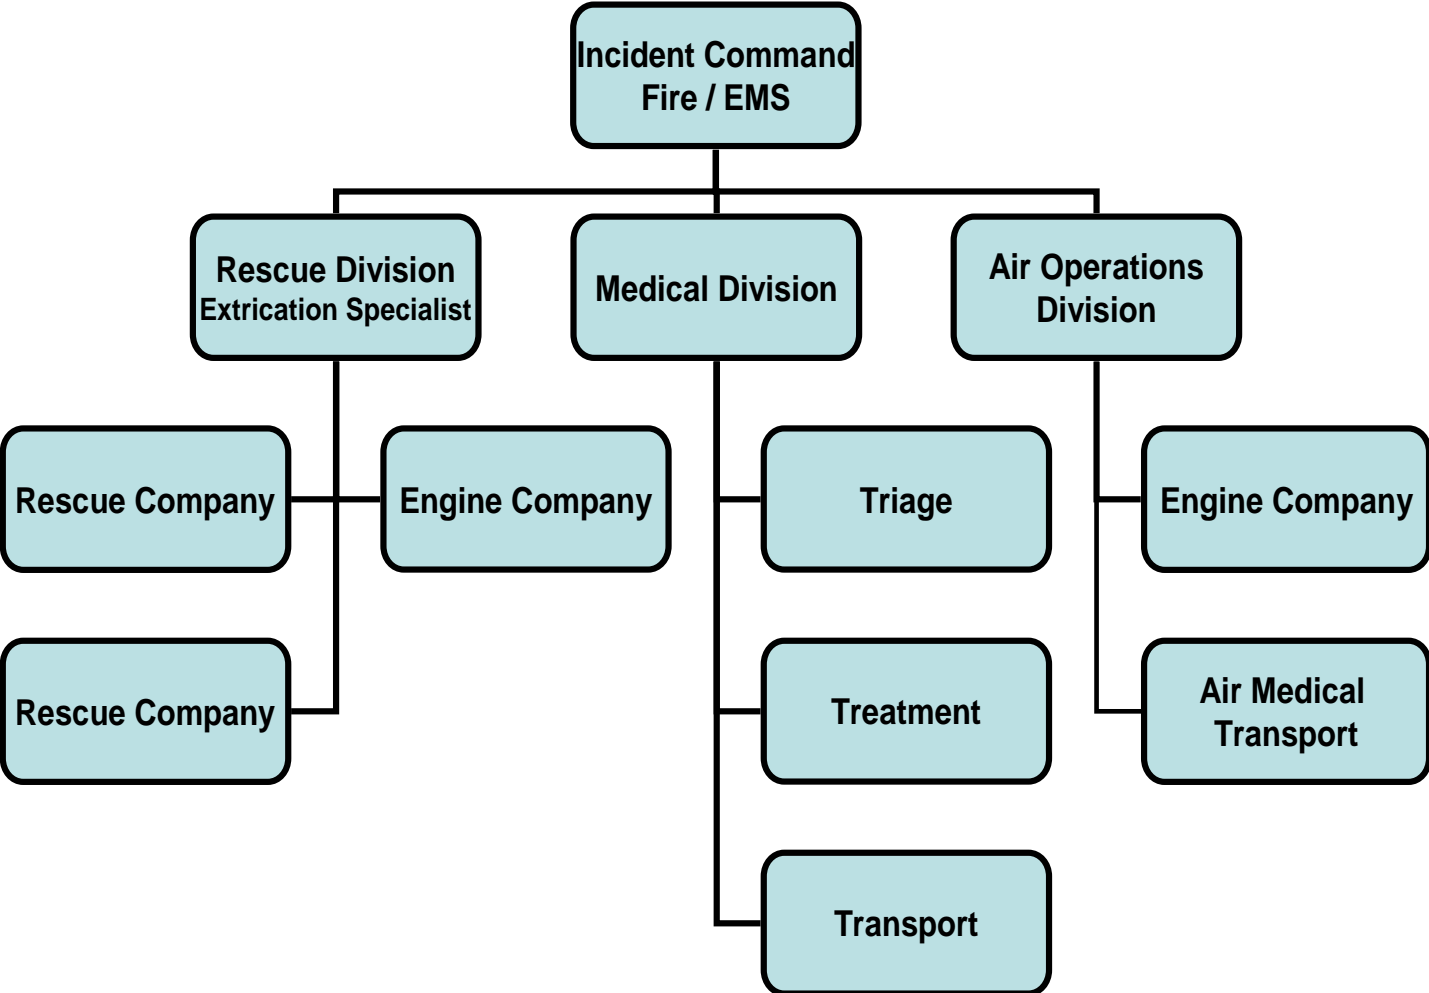 Incident Command
Fire / EMS
Rescue Division
Extrication Specialist
Medical Division
Air Operations
Division
Rescue Company
Engine Company
Triage
Engine Company
Rescue Company
Treatment
Air Medical
Transport
Transport